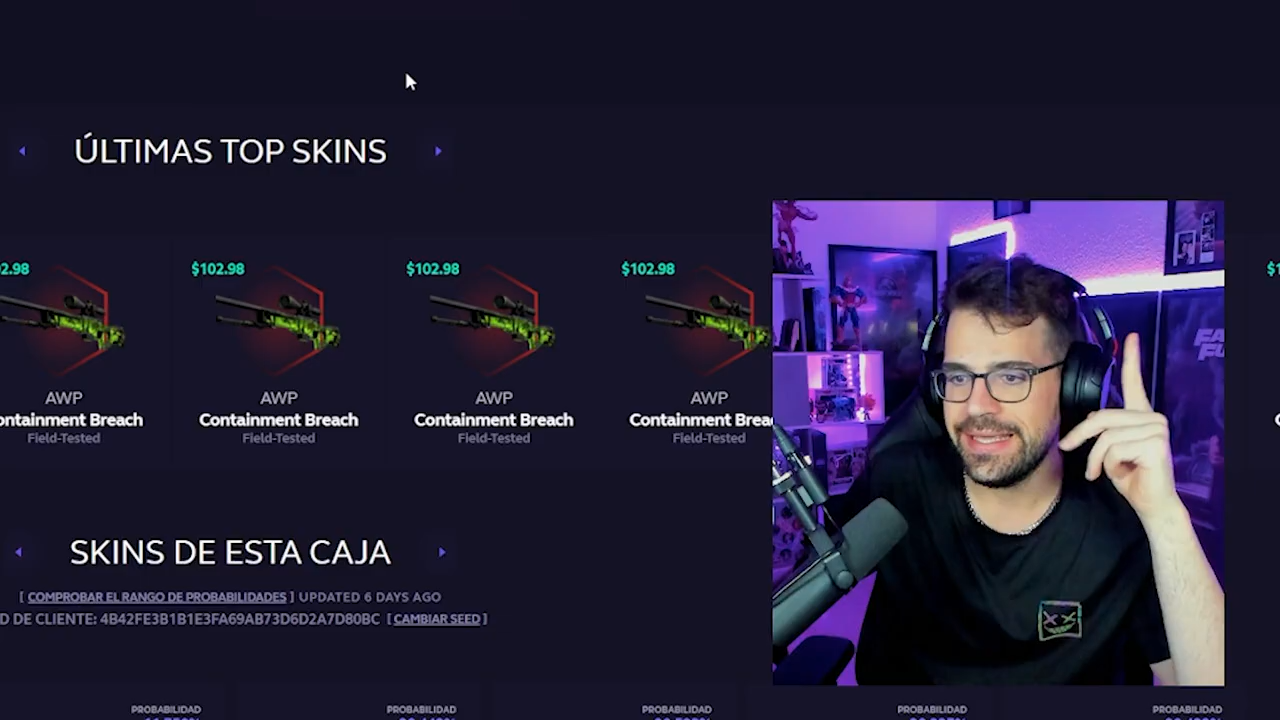 ÚLTIMAS TOP SKINS
$102.98 $102.98 $102.98
AWP AWP AWP AWP
Containment Breach Containment Breach
Field-Tested Field-Tested Field-Tested Field-Tested
SKINS DE ESTA CAJA
[ COMPROBAR EL RANGO DE PROBABILIDADES ] UPDATED 6 DAYS AGO
DE CLIENTE: 4B42FE3B1B1E3FA69AB73D6D2A7D80BC [ CAMBIAR SEED ]
PROBABILIDAD PROBABILIDAD PROBABILIDAD PROBABILIDAD PROBABILIDAD